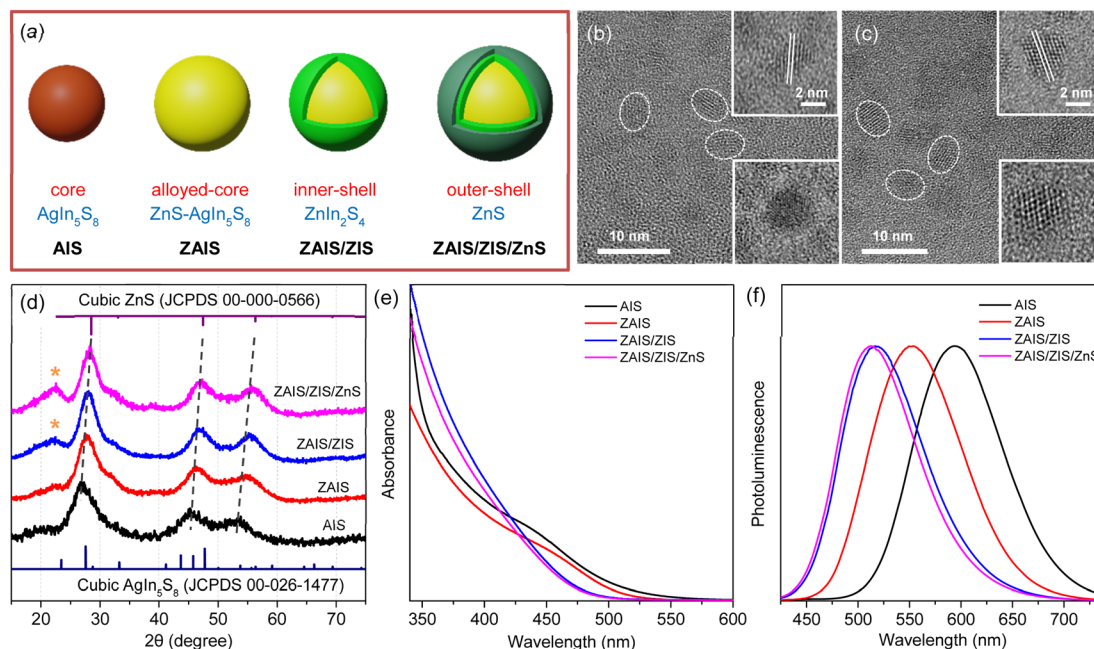 (a)
core
AgIn₅S₈
AIS
alloyed-core
ZnS-AgIn₅S₈
ZAIS
inner-shell
ZnIn₂S₄
ZAIS/ZIS
outer-shell
ZnS
ZAIS/ZIS/ZnS
(b)
2 nm
10 nm
(c)
2 nm
10 nm
(d)
Cubic ZnS (JCPDS 00-000-0566)
*
ZAIS/ZIS/ZnS
*
ZAIS/ZIS
ZAIS
AIS
Cubic AgIn₅S₈ (JCPDS 00-026-1477)
20 30 40 50 60 70
2θ (degree)
(e)
AIS
ZAIS
ZAIS/ZIS
ZAIS/ZIS/ZnS
Absorbance
350 400 450 500 550 600
Wavelength (nm)
(f)
AIS
ZAIS
ZAIS/ZIS
ZAIS/ZIS/ZnS
Photoluminescence
450 500 550 600 650 700
Wavelength (nm)